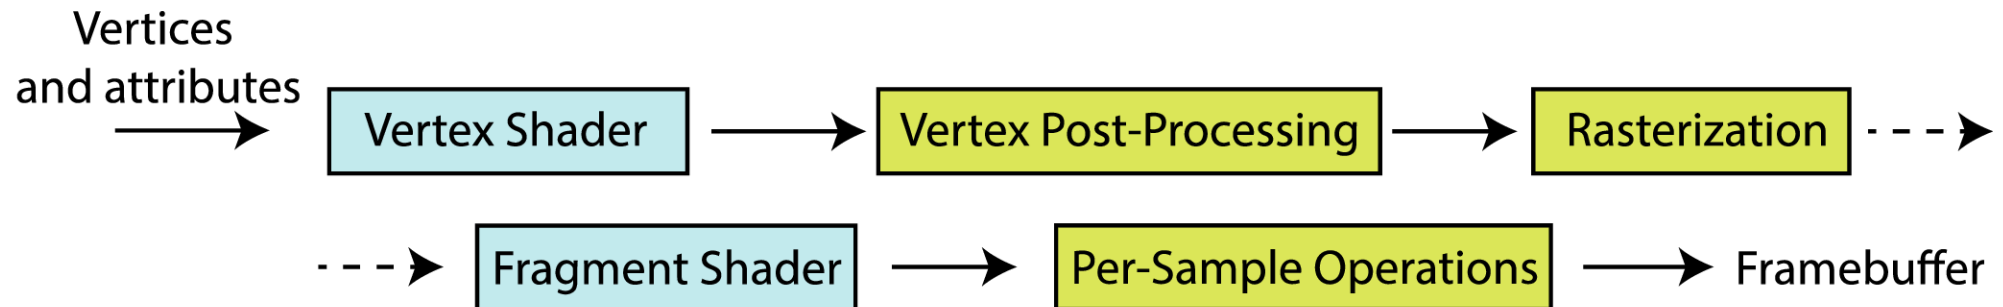 Vertices
and attributes
Vertex Shader
Vertex Post-Processing
Rasterization
Fragment Shader
Per-Sample Operations
Framebuffer